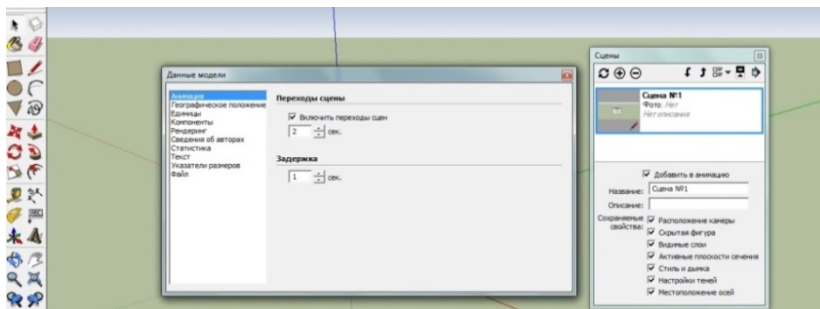 Данные модели
Анимация
Географическое положение
Единицы
Компоненты
Рендеринг
Сведения об авторах
Статистика
Текст
Указатели размеров
Файл
Переходы сцены
Включить переходы сцен
2 сек.
Задержка
1 сек.
Сцены
Сцена №1
Фото: Нет
Нет описания
Добавить в анимацию
Название: Сцена №1
Описание:
Сохраняемые свойства:
Расположение камеры
Скрытая фигура
Видимые слои
Активные плоскости сечения
Стиль и дымка
Настройки теней
Местоположение осей